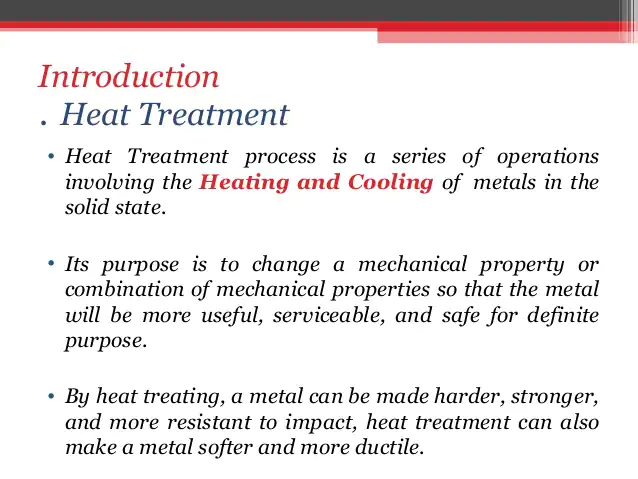 Introduction
. Heat Treatment
• Heat Treatment process is a series of operations
involving the Heating and Cooling of metals in the
solid state.
• Its purpose is to change a mechanical property or
combination of mechanical properties so that the metal
will be more useful, serviceable, and safe for definite
purpose.
• By heat treating, a metal can be made harder, stronger,
and more resistant to impact, heat treatment can also
make a metal softer and more ductile.